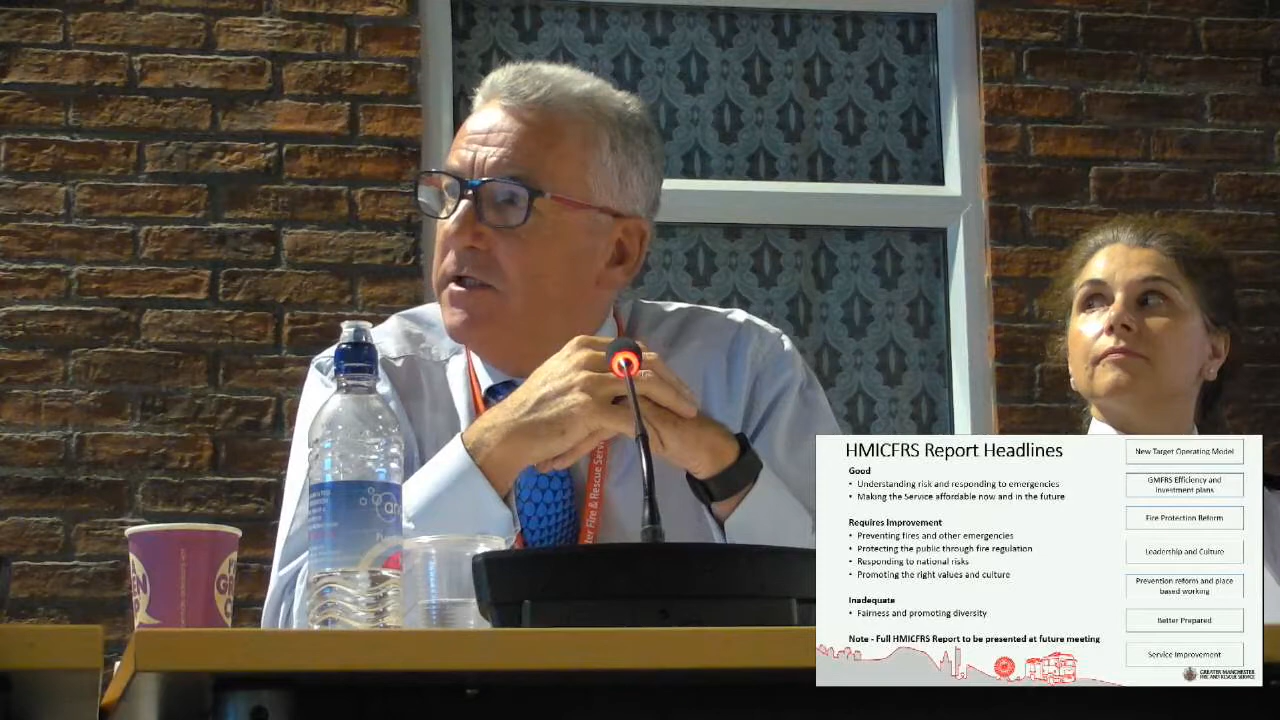 HMICFRS Report Headlines
Good
• Understanding risk and responding to emergencies
• Making the Service affordable now and in the future
Requires Improvement
• Preventing fires and other emergencies
• Protecting the public through fire regulation
• Responding to national risks
• Promoting the right values and culture
Inadequate
• Fairness and promoting diversity
Note - Full HMICFRS Report to be presented at future meeting
New Target Operating Model
GMFRS Efficiency and
Investment plans
Fire Protection Reform
Leadership and Culture
Prevention reform and place
based working
Better Prepared
Service Improvement
GREATER MANCHESTER
FIRE AND RESCUE SERVICE
ter Fire & Rescue Serv